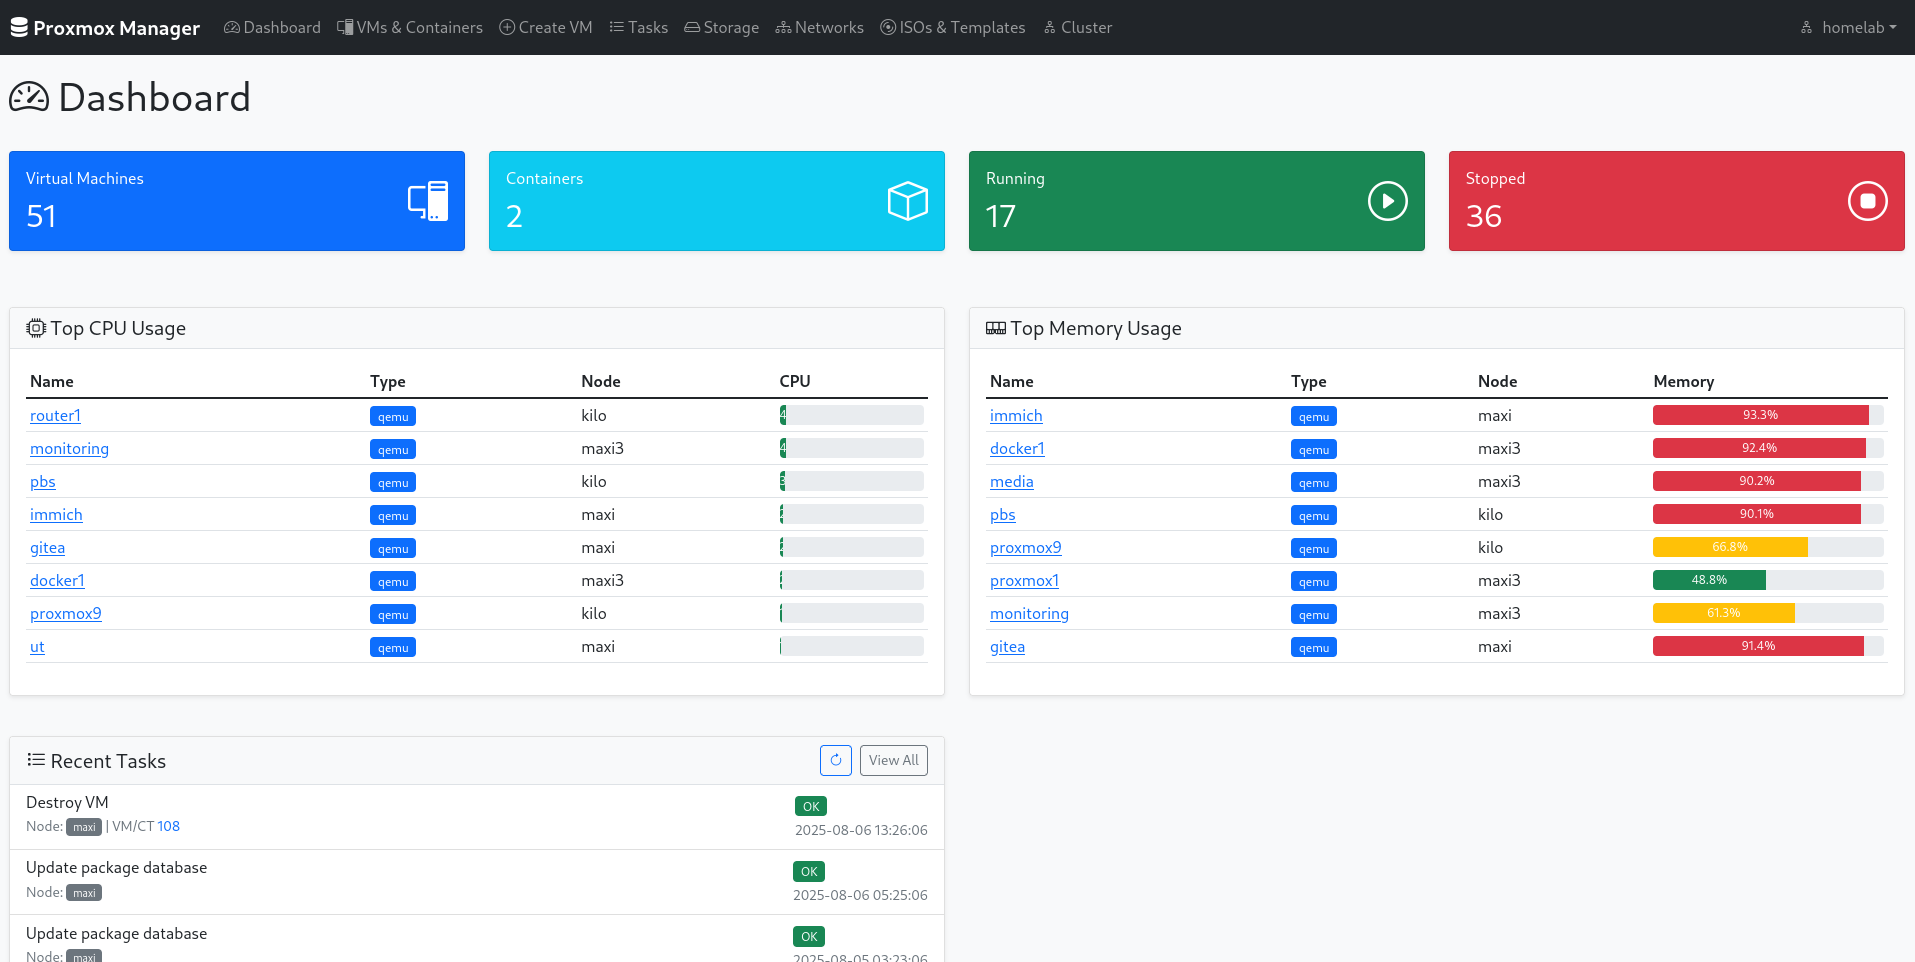 Proxmox Manager Dashboard VMs & Containers Create VM Tasks Storage Networks ISOs & Templates Cluster homelab
Dashboard
Virtual Machines
51
Containers
2
Running
17
Stopped
36
Top CPU Usage
Name Type Node CPU
router1 qemu kilo 4
monitoring qemu maxi3 4
pbs qemu kilo 3
immich qemu maxi
gitea qemu maxi
docker1 qemu maxi3
proxmox9 qemu kilo
ut qemu maxi
Top Memory Usage
Name Type Node Memory
immich qemu maxi 93.3%
docker1 qemu maxi3 92.4%
media qemu maxi3 90.2%
pbs qemu kilo 90.1%
proxmox9 qemu kilo 66.8%
proxmox1 qemu maxi3 48.8%
monitoring qemu maxi3 61.3%
gitea qemu maxi 91.4%
Recent Tasks View All
Destroy VM OK
Node: maxi | VM/CT 108 2025-08-06 13:26:06
Update package database OK
Node: maxi 2025-08-06 05:25:06
Update package database OK
Node: maxi 2025-08-05 03:23:06